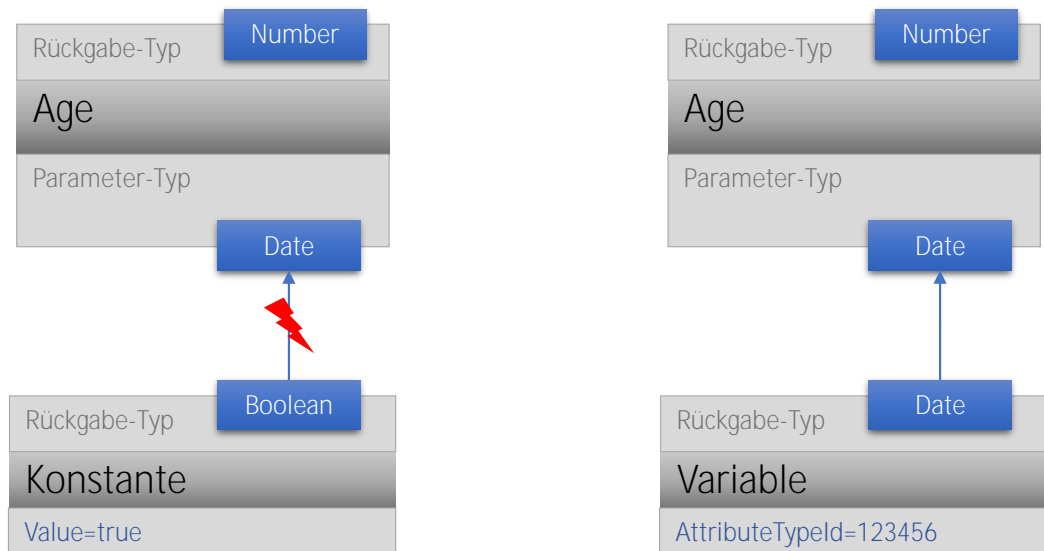 Rückgabe-Typ
Number
Age
Parameter-Typ
Date
Boolean
Rückgabe-Typ
Konstante
Value=true
Rückgabe-Typ
Number
Age
Parameter-Typ
Date
Date
Rückgabe-Typ
Variable
AttributeTypeId=123456